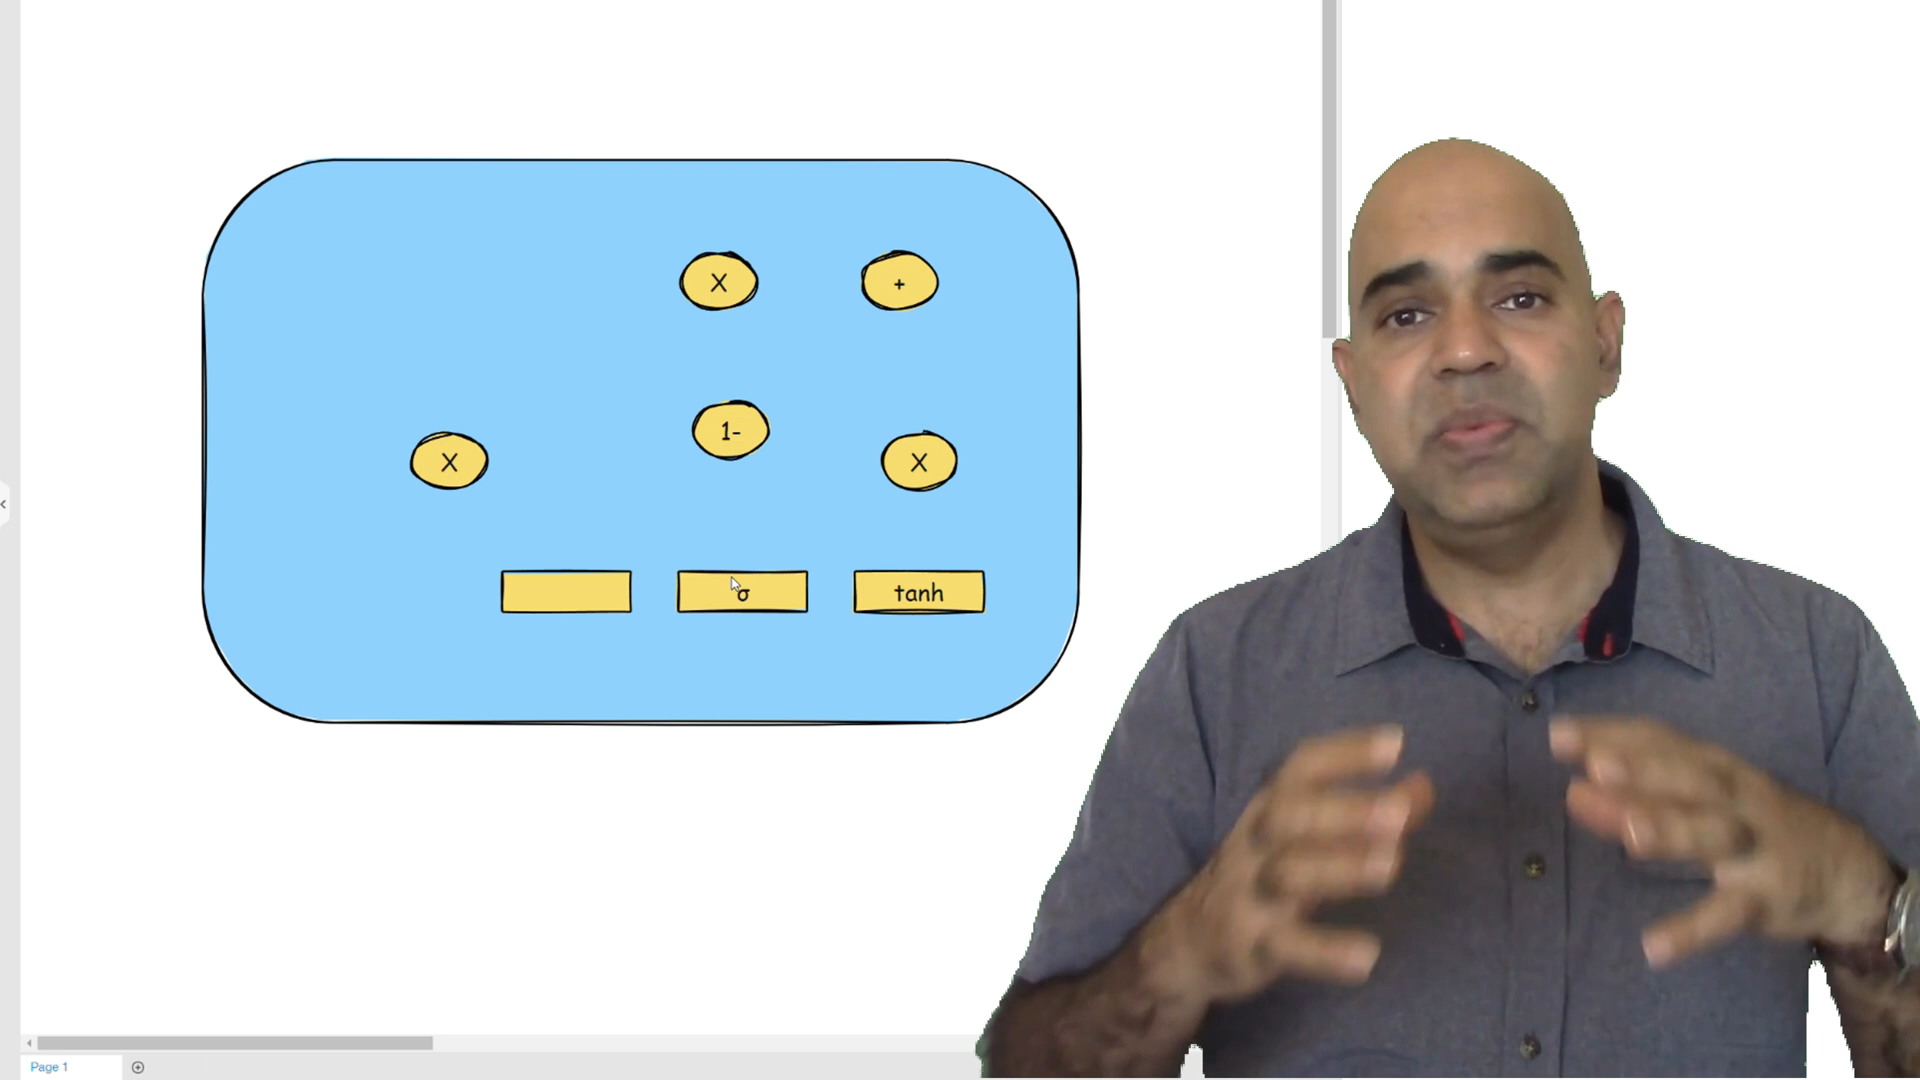 X
+
1-
X
X
σ
tanh
Page 1